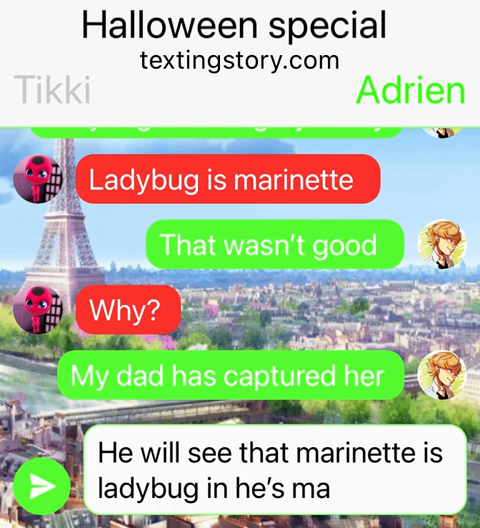 Halloween special
textingstory.com
Tikki Adrien
Ladybug is marinette
That wasn't good
Why?
My dad has captured her
He will see that marinette is
ladybug in he's ma